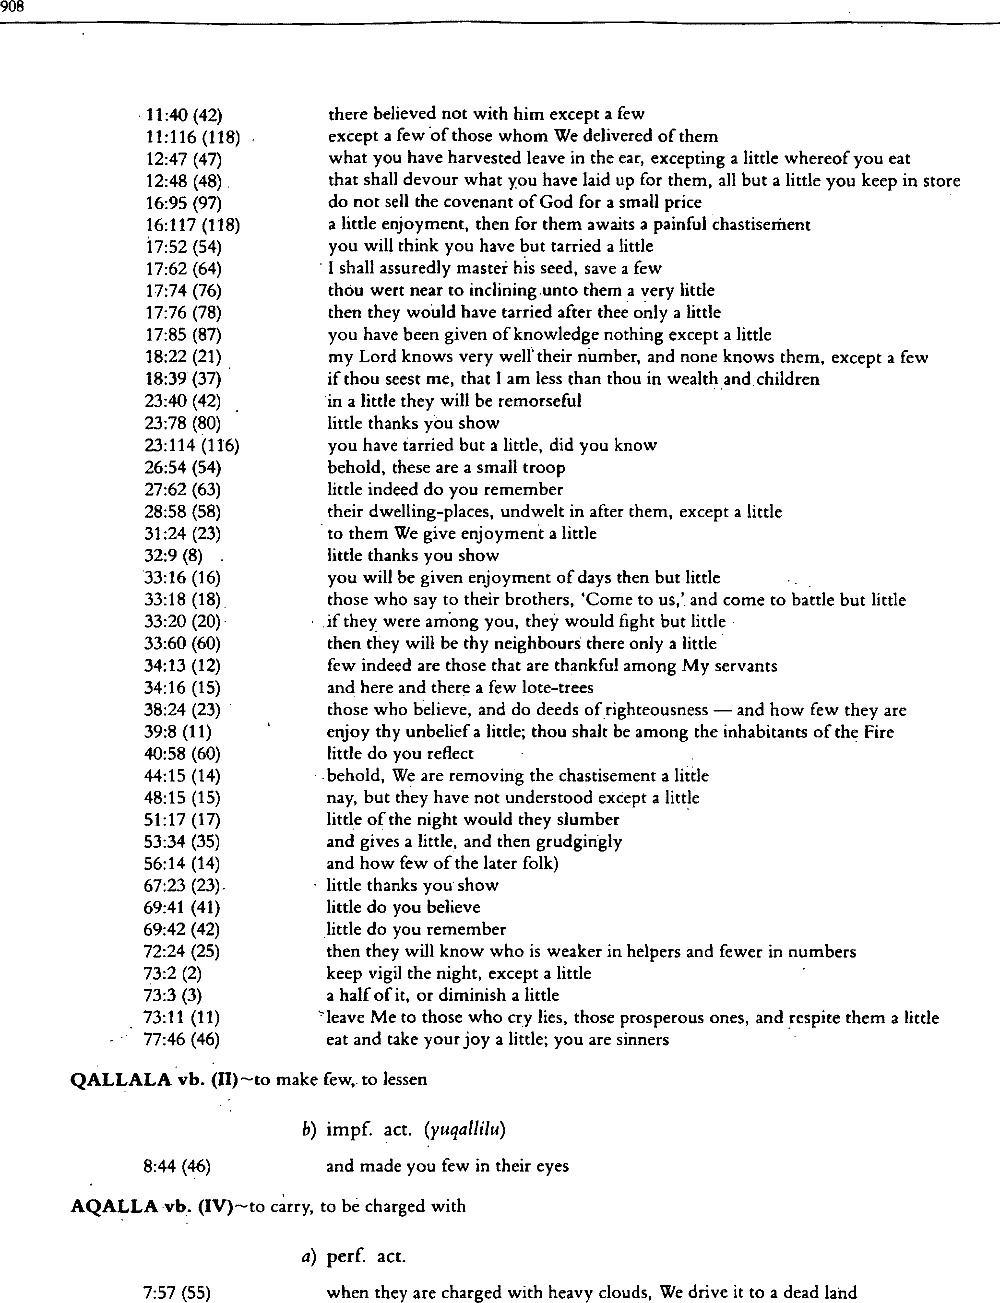 908
11:40 (42) there believed not with him except a few
11:116 (118) except a few of those whom We delivered of them
12:47 (47) what you have harvested leave in the ear, excepting a little whereof you eat
12:48 (48) that shall devour what you have laid up for them, all but a little you keep in store
16:95 (97) do not sell the covenant of God for a small price
16:117 (118) a little enjoyment, then for them awaits a painful chastisement
17:52 (54) you will think you have but tarried a little
17:62 (64) I shall assuredly master his seed, save a few
17:74 (76) thou wert near to inclining unto them a very little
17:76 (78) then they would have tarried after thee only a little
17:85 (87) you have been given of knowledge nothing except a little
18:22 (21) my Lord knows very well their number, and none knows them, except a few
18:39 (37) if thou seest me, that I am less than thou in wealth and children
23:40 (42) in a little they will be remorseful
23:78 (80) little thanks you show
23:114 (116) you have tarried but a little, did you know
26:54 (54) behold, these are a small troop
27:62 (63) little indeed do you remember
28:58 (58) their dwelling-places, undwelt in after them, except a little
31:24 (23) to them We give enjoyment a little
32:9 (8) little thanks you show
33:16 (16) you will be given enjoyment of days then but little
33:18 (18) those who say to their brothers, 'Come to us,' and come to battle but little
33:20 (20) if they were among you, they would fight but little
33:60 (60) then they will be thy neighbours there only a little
34:13 (12) few indeed are those that are thankful among My servants
34:16 (15) and here and there a few lote-trees
38:24 (23) those who believe, and do deeds of righteousness — and how few they are
39:8 (11) enjoy thy unbelief a little; thou shalt be among the inhabitants of the Fire
40:58 (60) little do you reflect
44:15 (14) behold, We are removing the chastisement a little
48:15 (15) nay, but they have not understood except a little
51:17 (17) little of the night would they slumber
53:34 (35) and gives a little, and then grudgingly
56:14 (14) and how few of the later folk)
67:23 (23) little thanks you show
69:41 (41) little do you believe
69:42 (42) little do you remember
72:24 (25) then they will know who is weaker in helpers and fewer in numbers
73:2 (2) keep vigil the night, except a little
73:3 (3) a half of it, or diminish a little
73:11 (11) leave Me to those who cry lies, those prosperous ones, and respite them a little
77:46 (46) eat and take your joy a little; you are sinners
QALLALA vb. (II)~to make few, to lessen
b) impf. act. (yuqallilu)
8:44 (46) and made you few in their eyes
AQALLA vb. (IV)~to carry, to be charged with
a) perf. act.
7:57 (55) when they are charged with heavy clouds, We drive it to a dead land